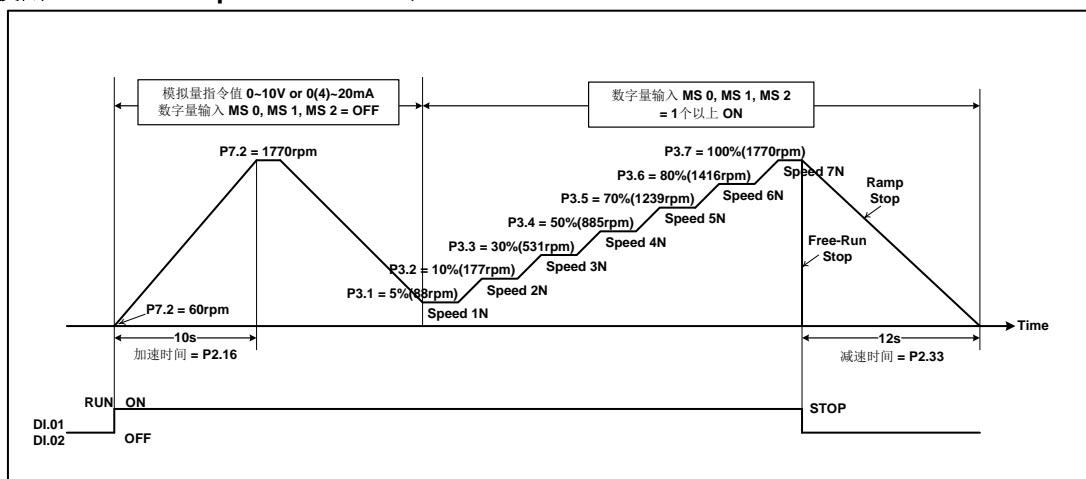 模拟量指令值 0~10V or 0(4)~20mA
数字量输入 MS 0, MS 1, MS 2 = OFF
数字量输入 MS 0, MS 1, MS 2
= 1个以上 ON
P7.2 = 1770rpm
P3.7 = 100%(1770rpm)
Speed 7N
P3.6 = 80%(1416rpm)
Speed 6N
P3.5 = 70%(1239rpm)
Speed 5N
P3.4 = 50%(885rpm)
Speed 4N
P3.3 = 30%(531rpm)
Speed 3N
P3.2 = 10%(177rpm)
Speed 2N
P3.1 = 5%(88rpm)
Speed 1N
Ramp
Stop
Free-Run
Stop
P7.2 = 60rpm
Time
10s
加速时间 = P2.16
12s
减速时间 = P2.33
RUN ON
STOP
DI.01
DI.02
OFF